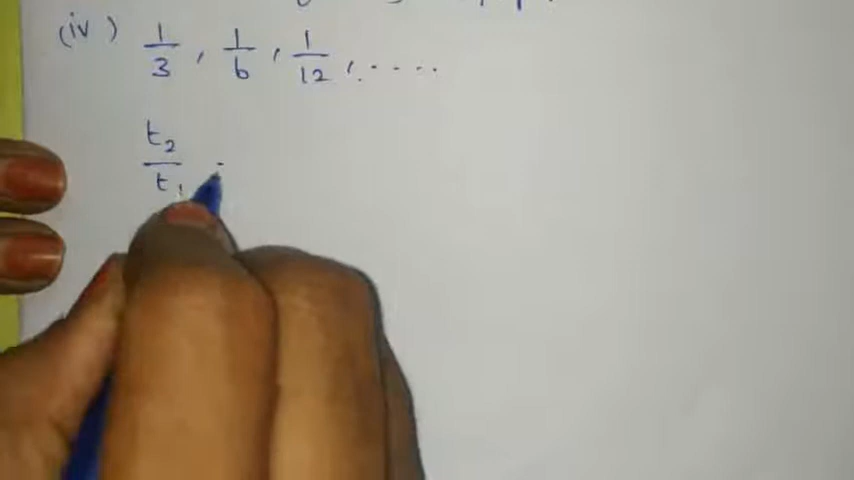 (iv) 1/3 , 1/6 , 1/12 , .....
t₂/t₁ =